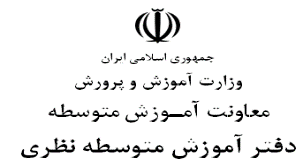 جمهوری اسلامی ایران
وزارت آموزش و پرورش
معاونت آموزش متوسطه
دفتر آموزش متوسطه نظری